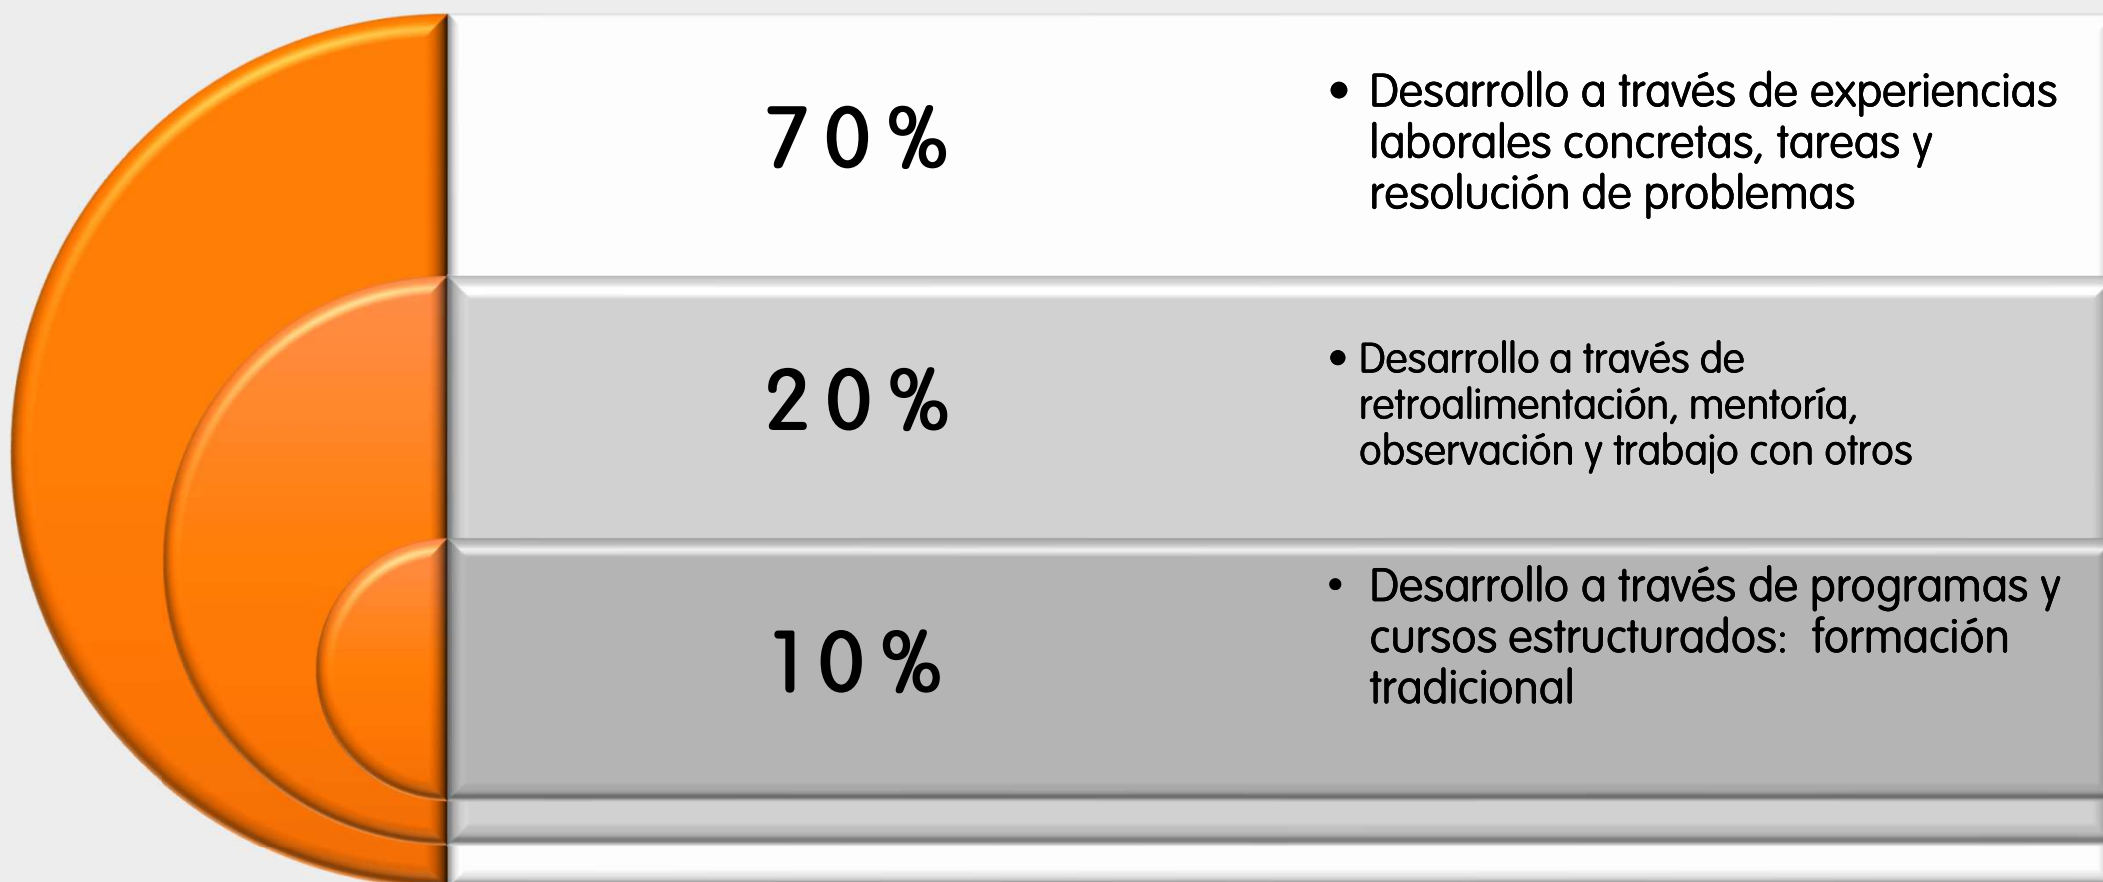 70%
• Desarrollo a través de experiencias
laborales concretas, tareas y
resolución de problemas
20%
• Desarrollo a través de
retroalimentación, mentoría,
observación y trabajo con otros
10%
• Desarrollo a través de programas y
cursos estructurados: formación
tradicional